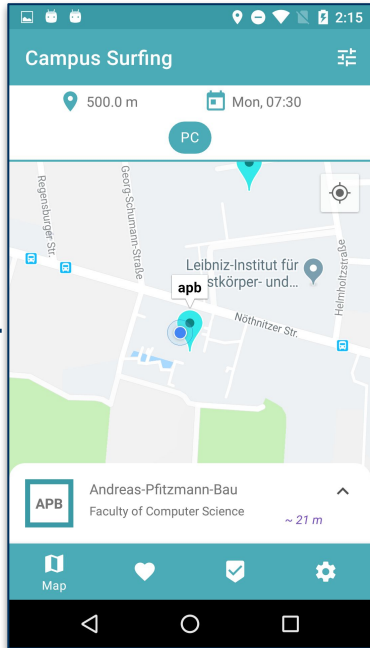 2:15
Campus Surfing
500.0 m
Mon, 07:30
PC
Regensburger Str.
Georg-Schumann-Straße
Leibniz-Institut für
stkörper- und...
Helmholtzstraße
apb
Nöthnitzer Str.
APB
Andreas-Pfitzmann-Bau
Faculty of Computer Science
~ 21 m
Map